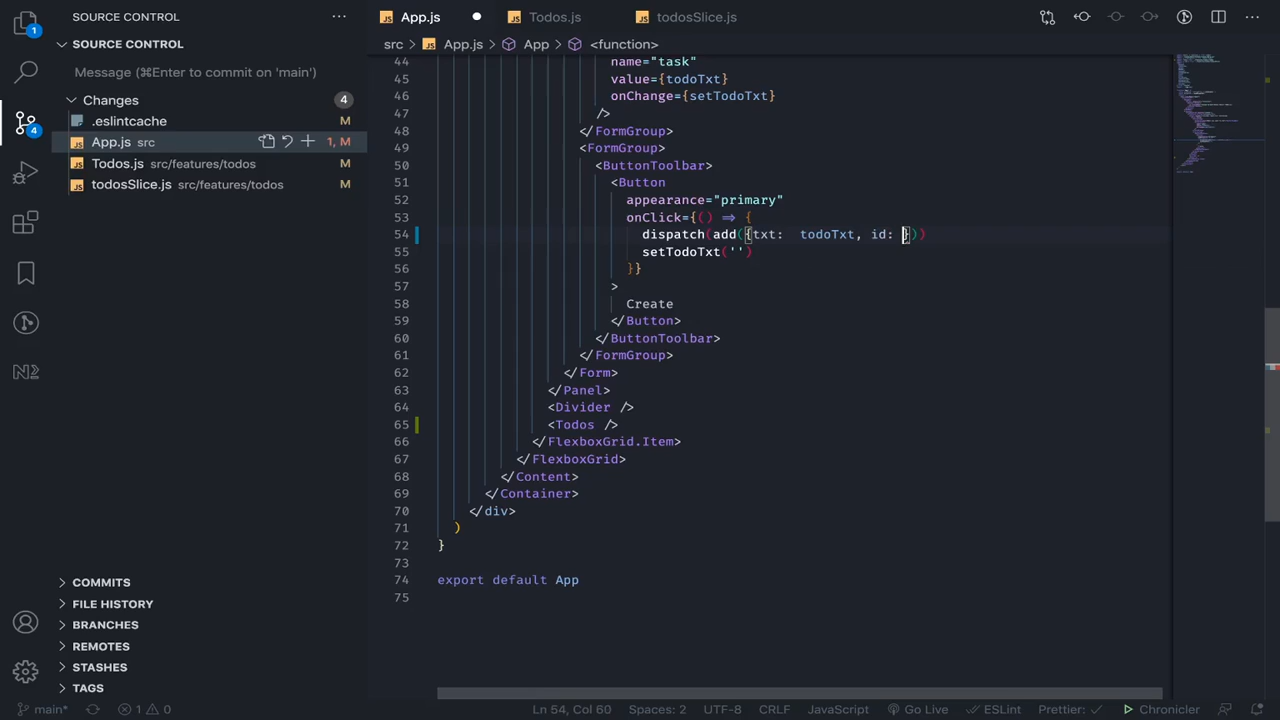 SOURCE CONTROL
App.js
Todos.js
todosSlice.js
1
SOURCE CONTROL
src > App.js > App > <function>
Message (⌘Enter to commit on 'main')
Changes 4
.eslintcache M
App.js src 1, M
Todos.js src/features/todos M
todosSlice.js src/features/todos M
4
44 name="task"
45 value={todoTxt}
46 onChange={setTodoTxt}
47 />
48 </FormGroup>
49 <FormGroup>
50 <ButtonToolbar>
51 <Button
52 appearance="primary"
53 onClick={() => {
54 dispatch(add({txt:  todoTxt, id: }))
55 setTodoTxt('')
56 }}
57 >
58 Create
59 </Button>
60 </ButtonToolbar>
61 </FormGroup>
62 </Form>
63 </Panel>
64 <Divider />
65 <Todos />
66 </FlexboxGrid.Item>
67 </FlexboxGrid>
68 </Content>
69 </Container>
70 </div>
71 )
72 }
73
74 export default App
75
COMMITS
FILE HISTORY
BRANCHES
REMOTES
STASHES
TAGS
main* 1 0 Ln 54, Col 60 Spaces: 2 UTF-8 CRLF JavaScript Go Live ESLint Prettier: ✓ Chronicler